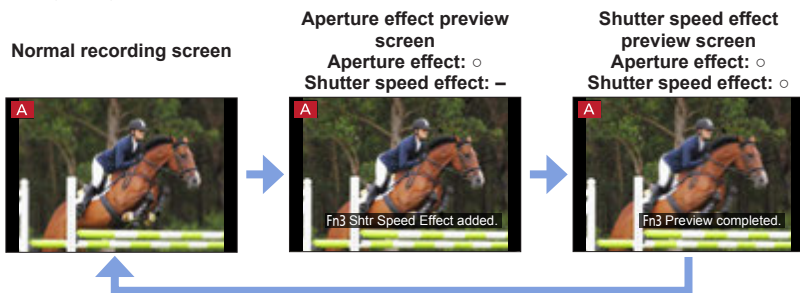 Normal recording screen
Aperture effect preview
screen
Aperture effect: ○
Shutter speed effect: –
Shutter speed effect
preview screen
Aperture effect: ○
Shutter speed effect: ○
A
A
Fn3 Shtr Speed Effect added.
A
Fn3 Preview completed.